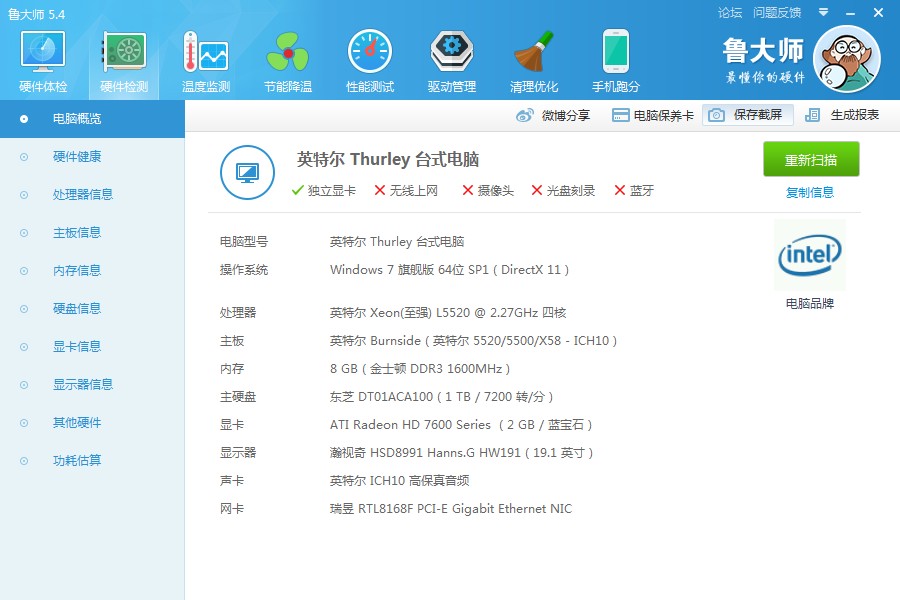 鲁大师 5.4
论坛 问题反馈
硬件体检 硬件检测 温度监测 节能降温 性能测试 驱动管理 清理优化 手机跑分
鲁大师
最懂你的硬件
微博分享 电脑保养卡 保存截屏 生成报表
电脑概览
硬件健康
处理器信息
主板信息
内存信息
硬盘信息
显卡信息
显示器信息
其他硬件
功耗估算
英特尔 Thurley 台式电脑
独立显卡 无线上网 摄像头 光盘刻录 蓝牙
重新扫描
复制信息
电脑型号 英特尔 Thurley 台式电脑
操作系统 Windows 7 旗舰版 64位 SP1 ( DirectX 11 )
处理器 英特尔 Xeon(至强) L5520 @ 2.27GHz 四核
主板 英特尔 Burnside ( 英特尔 5520/5500/X58 - ICH10 )
内存 8 GB ( 金士顿 DDR3 1600MHz )
主硬盘 东芝 DT01ACA100 ( 1 TB / 7200 转/分 )
显卡 ATI Radeon HD 7600 Series ( 2 GB / 蓝宝石 )
显示器 瀚视奇 HSD8991 Hanns.G HW191 ( 19.1 英寸 )
声卡 英特尔 ICH10 高保真音频
网卡 瑞昱 RTL8168F PCI-E Gigabit Ethernet NIC
intel
电脑品牌